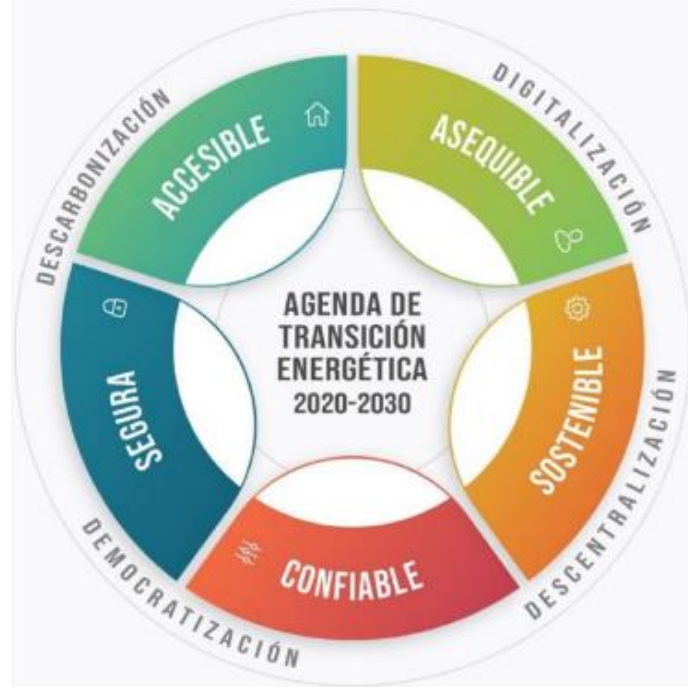 DESCARBONIZACIÓN
DIGITALIZACIÓN
ACCESIBLE
ASEQUIBLE
AGENDA DE
TRANSICIÓN
ENERGÉTICA
2020-2030
SEGURA
SOSTENIBLE
CONFIABLE
DEMOCRATIZACIÓN
DESCENTRALIZACIÓN